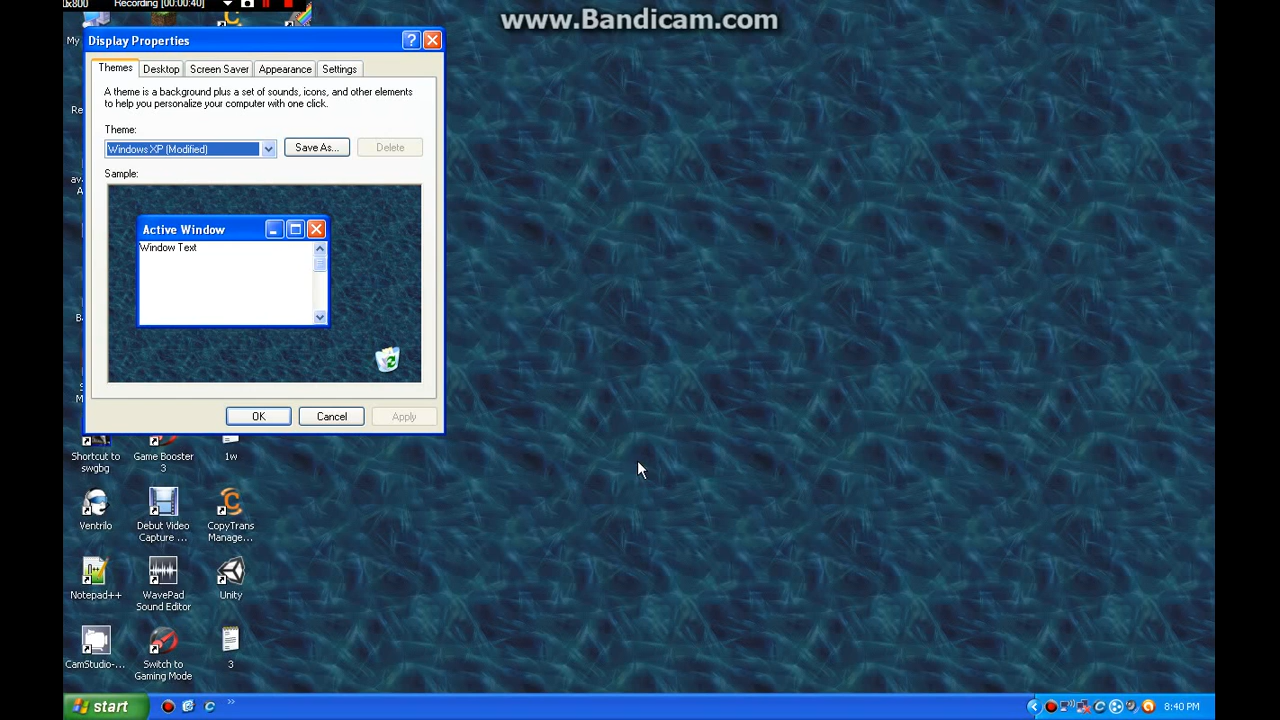 0x800
Recording [00:00:40]
www.Bandicam.com
My
Display Properties
Themes
Desktop
Screen Saver
Appearance
Settings
A theme is a background plus a set of sounds, icons, and other elements
to help you personalize your computer with one click.
Theme:
Windows XP (Modified)
Save As...
Delete
Sample:
Active Window
Window Text
OK
Cancel
Apply
Re
Shortcut to
swgbg
Game Booster
3
1w
Ventrilo
Debut Video
Capture ...
CopyTrans
Manage...
Notepad++
WavePad
Sound Editor
Unity
CamStudio-...
Switch to
Gaming Mode
3
start
8:40 PM